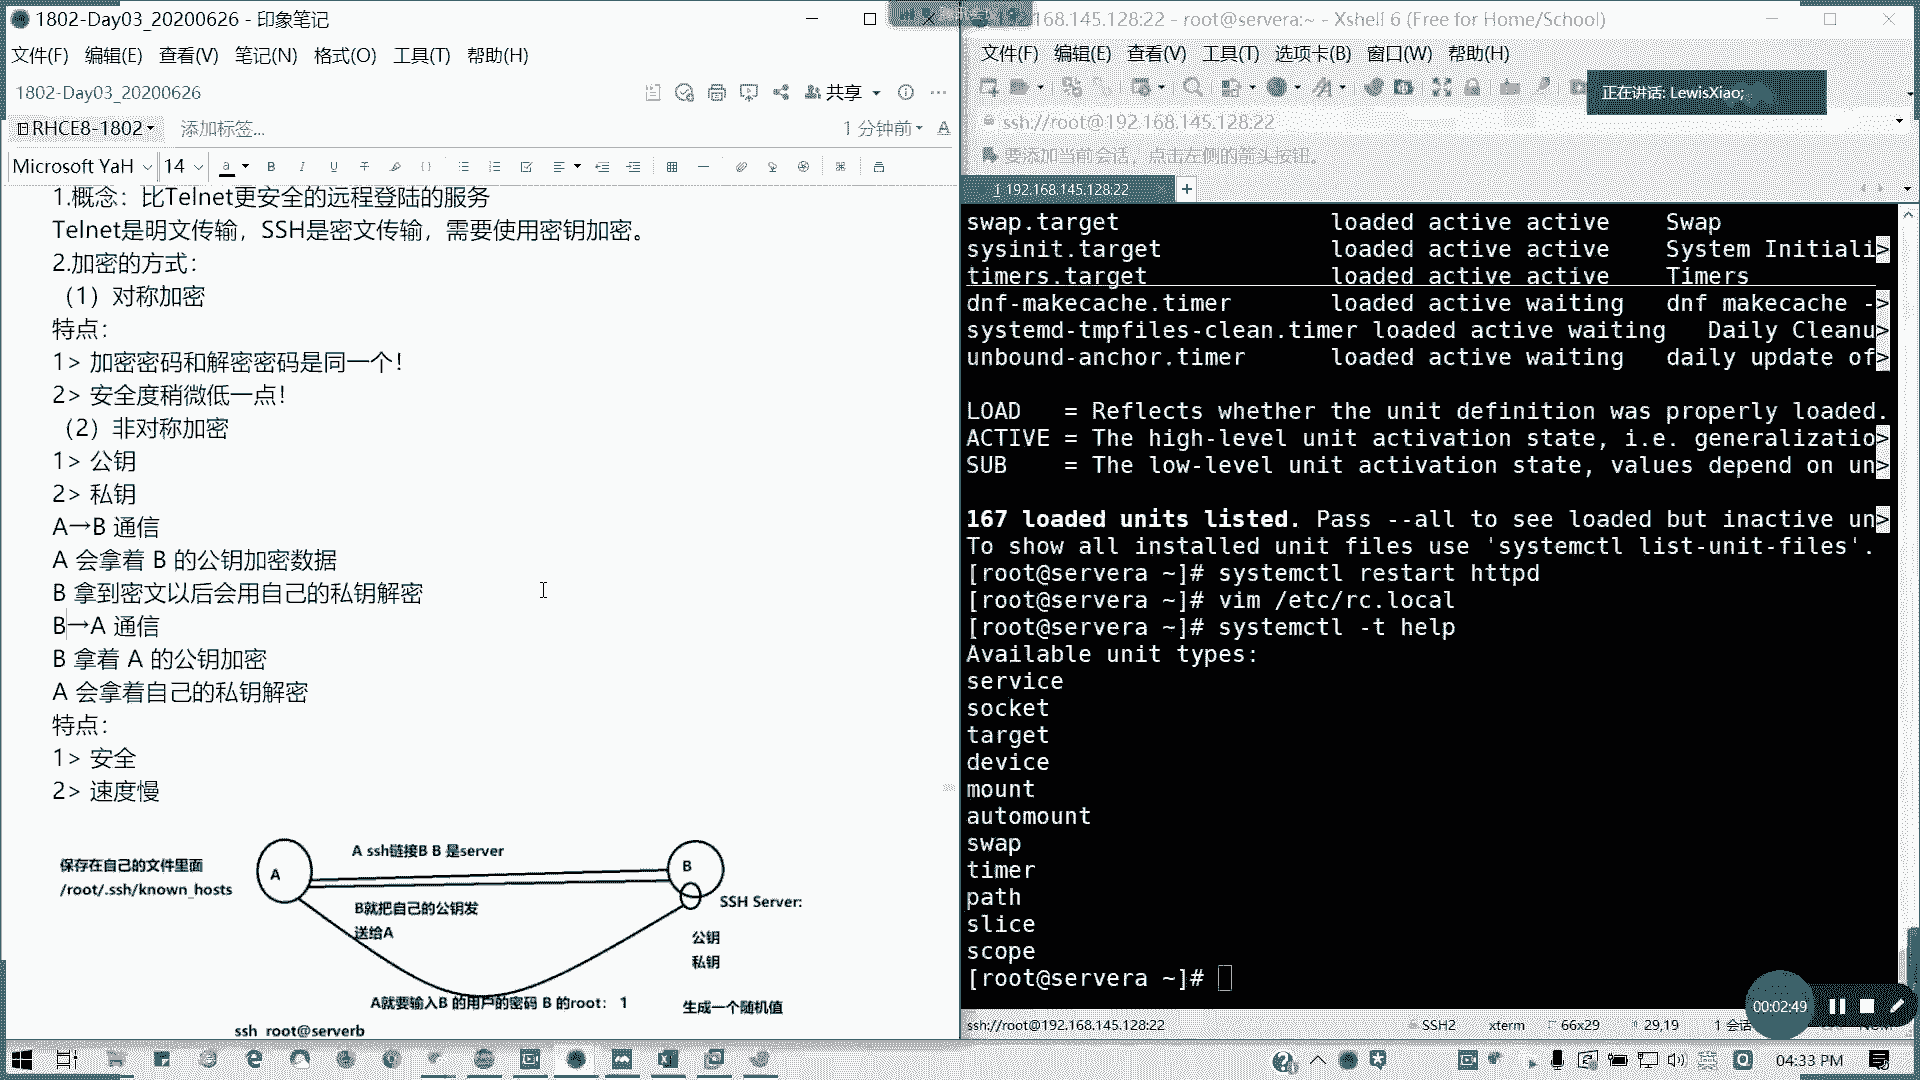 1802-Day03_20200626 - 印象笔记
文件(F) 编辑(E) 查看(V) 笔记(N) 格式(O) 工具(T) 帮助(H)
1802-Day03_20200626
共享
RHCE8-1802 添加标签...
1 分钟前
Microsoft YaH 14
1.概念：比Telnet更安全的远程登陆的服务
Telnet是明文传输，SSH是密文传输，需要使用密钥加密。
2.加密的方式：
（1）对称加密
特点：
1> 加密密码和解密密码是同一个！
2> 安全度稍微低一点！
（2）非对称加密
1> 公钥
2> 私钥
A→B 通信
A 会拿着 B 的公钥加密数据
B 拿到密文以后会用自己的私钥解密
B→A 通信
B 拿着 A 的公钥加密
A 会拿着自己的私钥解密
特点：
1> 安全
2> 速度慢
保存在自己的文件里面
/root/.ssh/known_hosts
A
A ssh链接B B 是server
B
B就把自己的公钥发
送给A
SSH Server:
公钥
私钥
A就要输入B 的用户的密码 B 的root： 1
生成一个随机值
ssh root@serverb
168.145.128:22 - root@servera:~ - Xshell 6 (Free for Home/School)
文件(F) 编辑(E) 查看(V) 工具(T) 选项卡(B) 窗口(W) 帮助(H)
正在讲话: LewisXiao;
ssh://root@192.168.145.128:22
要添加当前会话，点击左侧的箭头按钮。
1 192.168.145.128:22
swap.target loaded active active Swap
sysinit.target loaded active active System Initiali>
timers.target loaded active active Timers
dnf-makecache.timer loaded active waiting dnf makecache ->
systemd-tmpfiles-clean.timer loaded active waiting Daily Cleanu>
unbound-anchor.timer loaded active waiting daily update of>
LOAD = Reflects whether the unit definition was properly loaded.
ACTIVE = The high-level unit activation state, i.e. generalizatio>
SUB = The low-level unit activation state, values depend on un>
167 loaded units listed. Pass --all to see loaded but inactive un>
To show all installed unit files use 'systemctl list-unit-files'.
[root@servera ~]# systemctl restart httpd
[root@servera ~]# vim /etc/rc.local
[root@servera ~]# systemctl -t help
Available unit types:
service
socket
target
device
mount
automount
swap
timer
path
slice
scope
[root@servera ~]#
00:02:49
ssh://root@192.168.145.128:22 SSH2 xterm 66x29 29,19 1 会话
04:33 PM